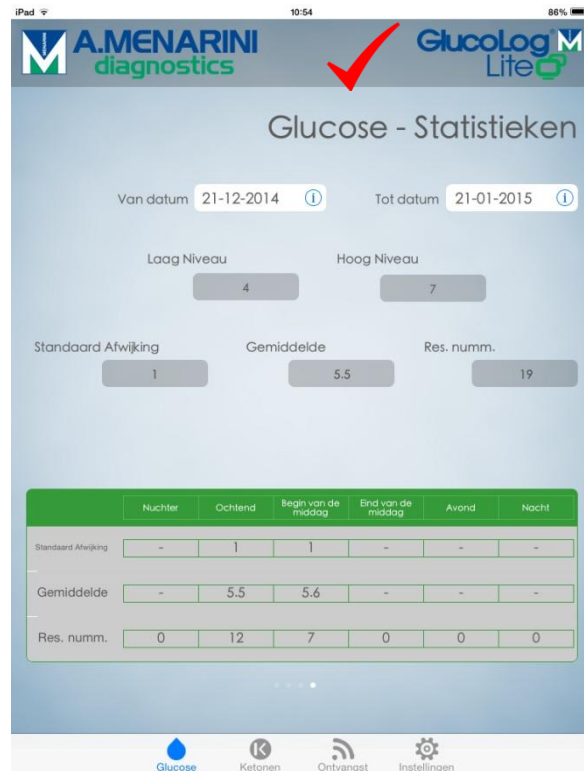 iPad 10:54 86%
A.MENARINI
diagnostics
GlucoLog®
Lite
Glucose - Statistieken
Van datum 21-12-2014 i Tot datum 21-01-2015 i
Laag Niveau Hoog Niveau
4 7
Standaard Afwijking Gemiddelde Res. numm.
1 5.5 19
Nuchter Ochtend Begin van de middag Eind van de middag Avond Nacht
Standaard Afwijking - 1 1 - - -
Gemiddelde - 5.5 5.6 - - -
Res. numm. 0 12 7 0 0 0
K
Glucose Ketonen Ontvangst Instellingen